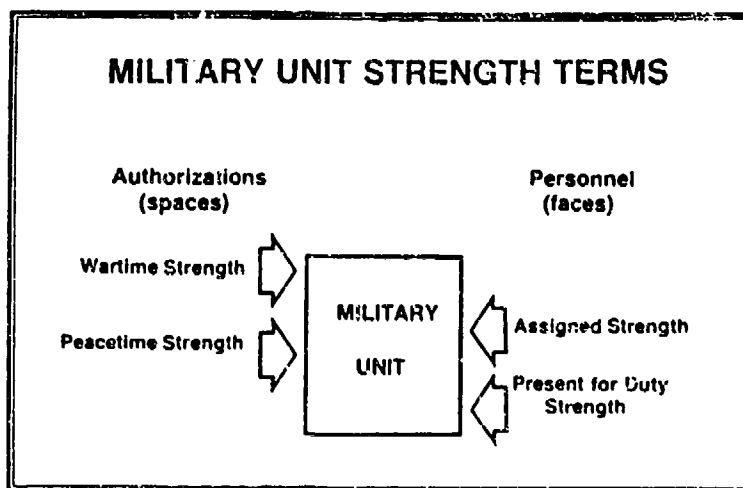 MILITARY UNIT STRENGTH TERMS
Authorizations
(spaces)
Personnel
(faces)
Wartime Strength
Peacetime Strength
MILITARY
UNIT
Assigned Strength
Present for Duty
Strength